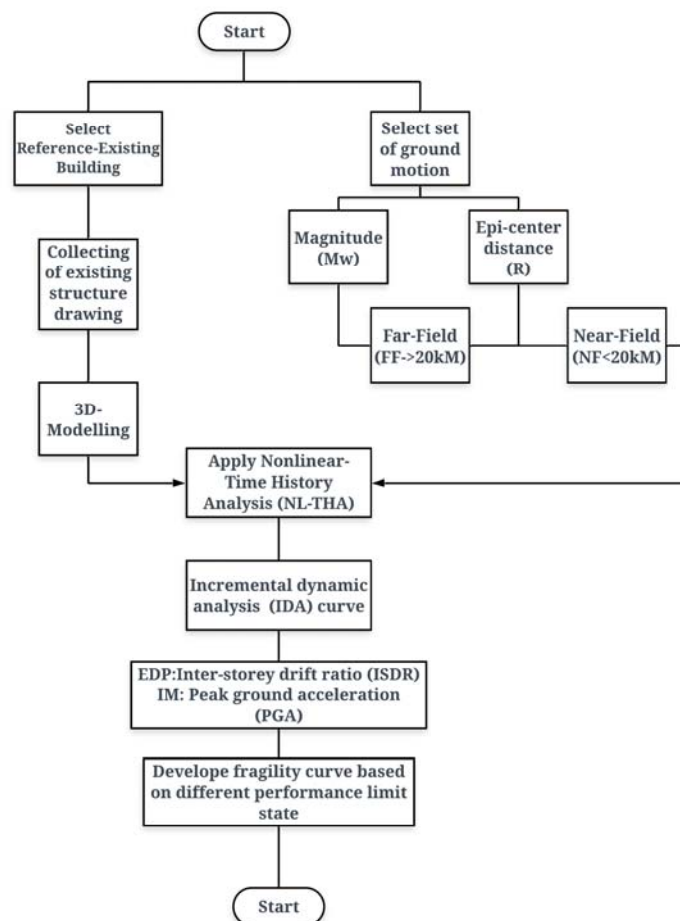 Start
Select
Reference-Existing
Building
Select set
of ground
motion
Magnitude
(Mw)
Epi-center
distance
(R)
Collecting
of existing
structure
drawing
Far-Field
(FF->20kM)
Near-Field
(NF<20kM)
3D-
Modelling
Apply Nonlinear-
Time History
Analysis (NL-THA)
Incremental dynamic
analysis (IDA) curve
EDP:Inter-storey drift ratio (ISDR)
IM: Peak ground acceleration
(PGA)
Develope fragility curve based
on different performance limit
state
Start